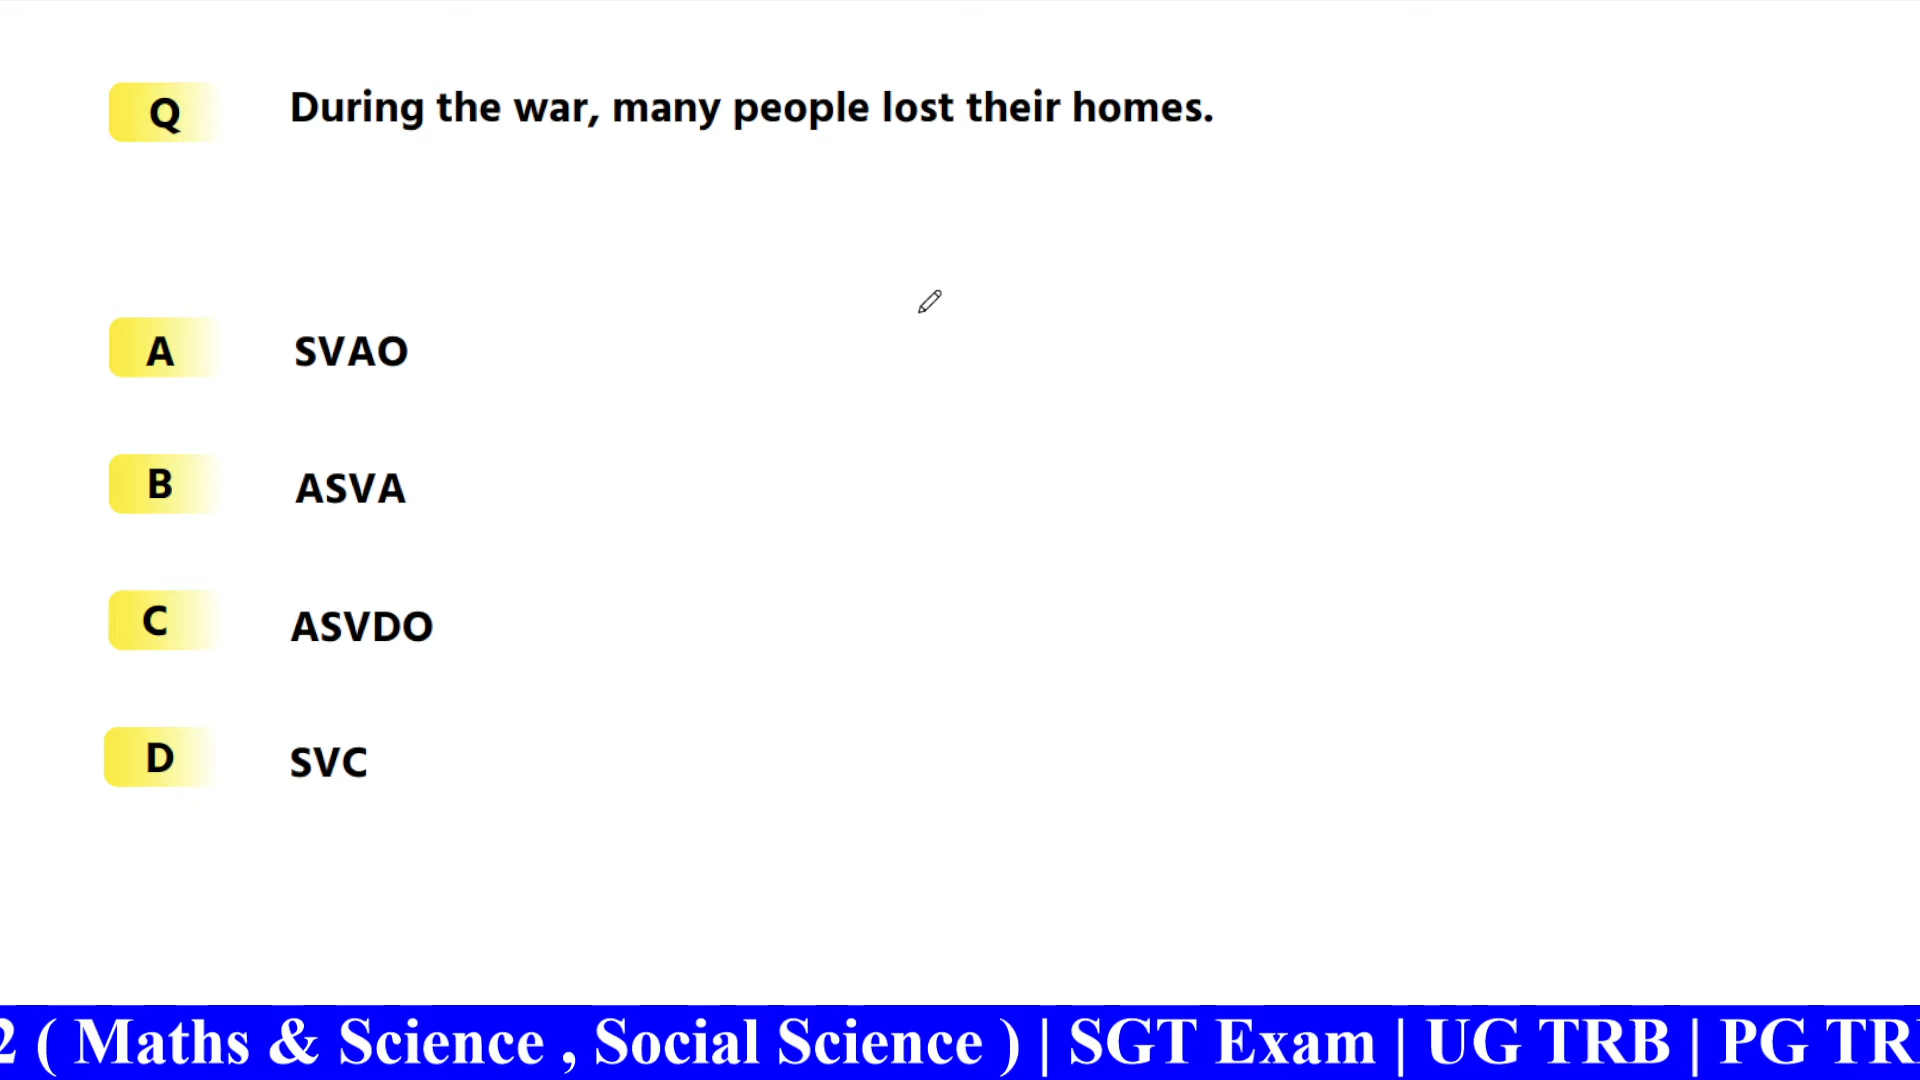 Q During the war, many people lost their homes.
A SVAO
B ASVA
C ASVDO
D SVC
2 ( Maths & Science , Social Science ) | SGT Exam | UG TRB | PG TR